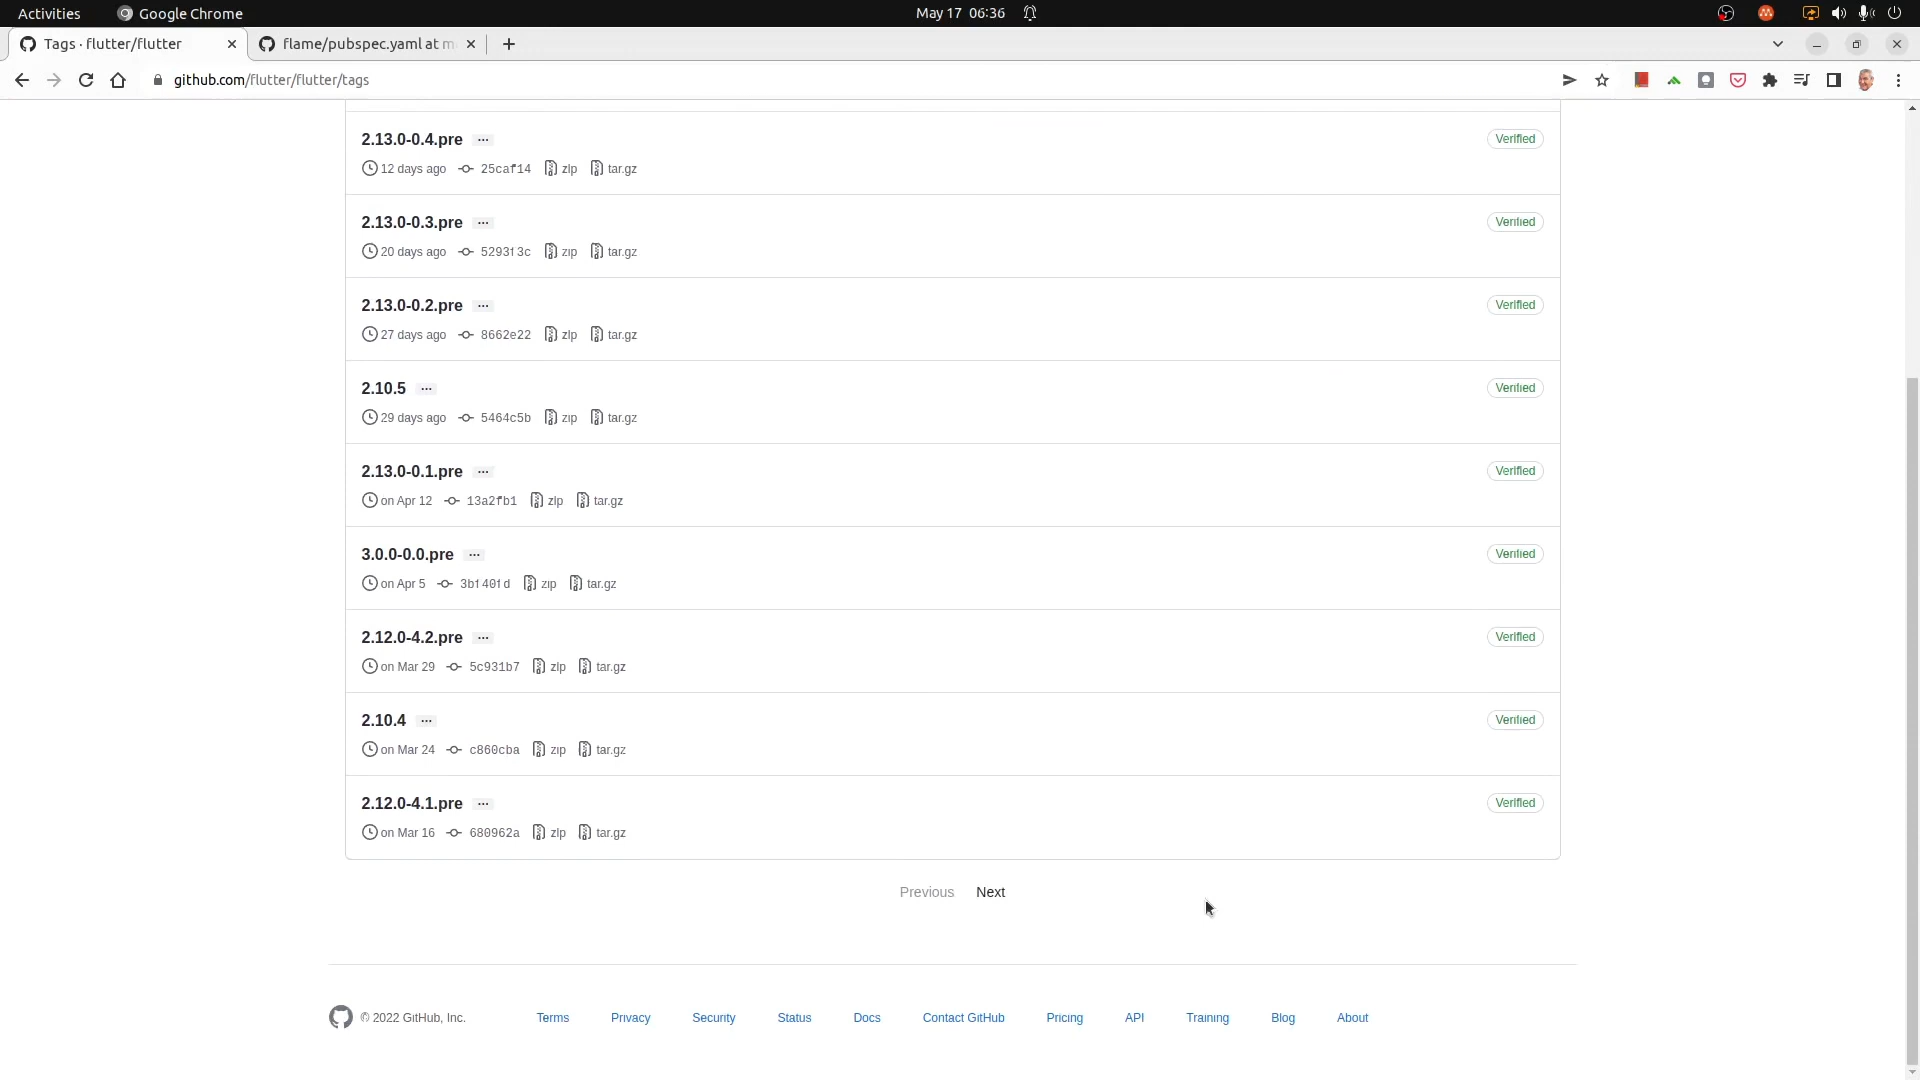 Activities Google Chrome May 17 06:36
Tags · flutter/flutter flame/pubspec.yaml at m
github.com/flutter/flutter/tags
2.13.0-0.4.pre ... Verified
12 days ago 25caf14 zip tar.gz
2.13.0-0.3.pre ... Verified
20 days ago 5293f3c zip tar.gz
2.13.0-0.2.pre ... Verified
27 days ago 8662e22 zip tar.gz
2.10.5 ... Verified
29 days ago 5464c5b zip tar.gz
2.13.0-0.1.pre ... Verified
on Apr 12 13a2fb1 zip tar.gz
3.0.0-0.0.pre ... Verified
on Apr 5 3bf40fd zip tar.gz
2.12.0-4.2.pre ... Verified
on Mar 29 5c931b7 zip tar.gz
2.10.4 ... Verified
on Mar 24 c860cba zip tar.gz
2.12.0-4.1.pre ... Verified
on Mar 16 680962a zip tar.gz
Previous Next
© 2022 GitHub, Inc. Terms Privacy Security Status Docs Contact GitHub Pricing API Training Blog About